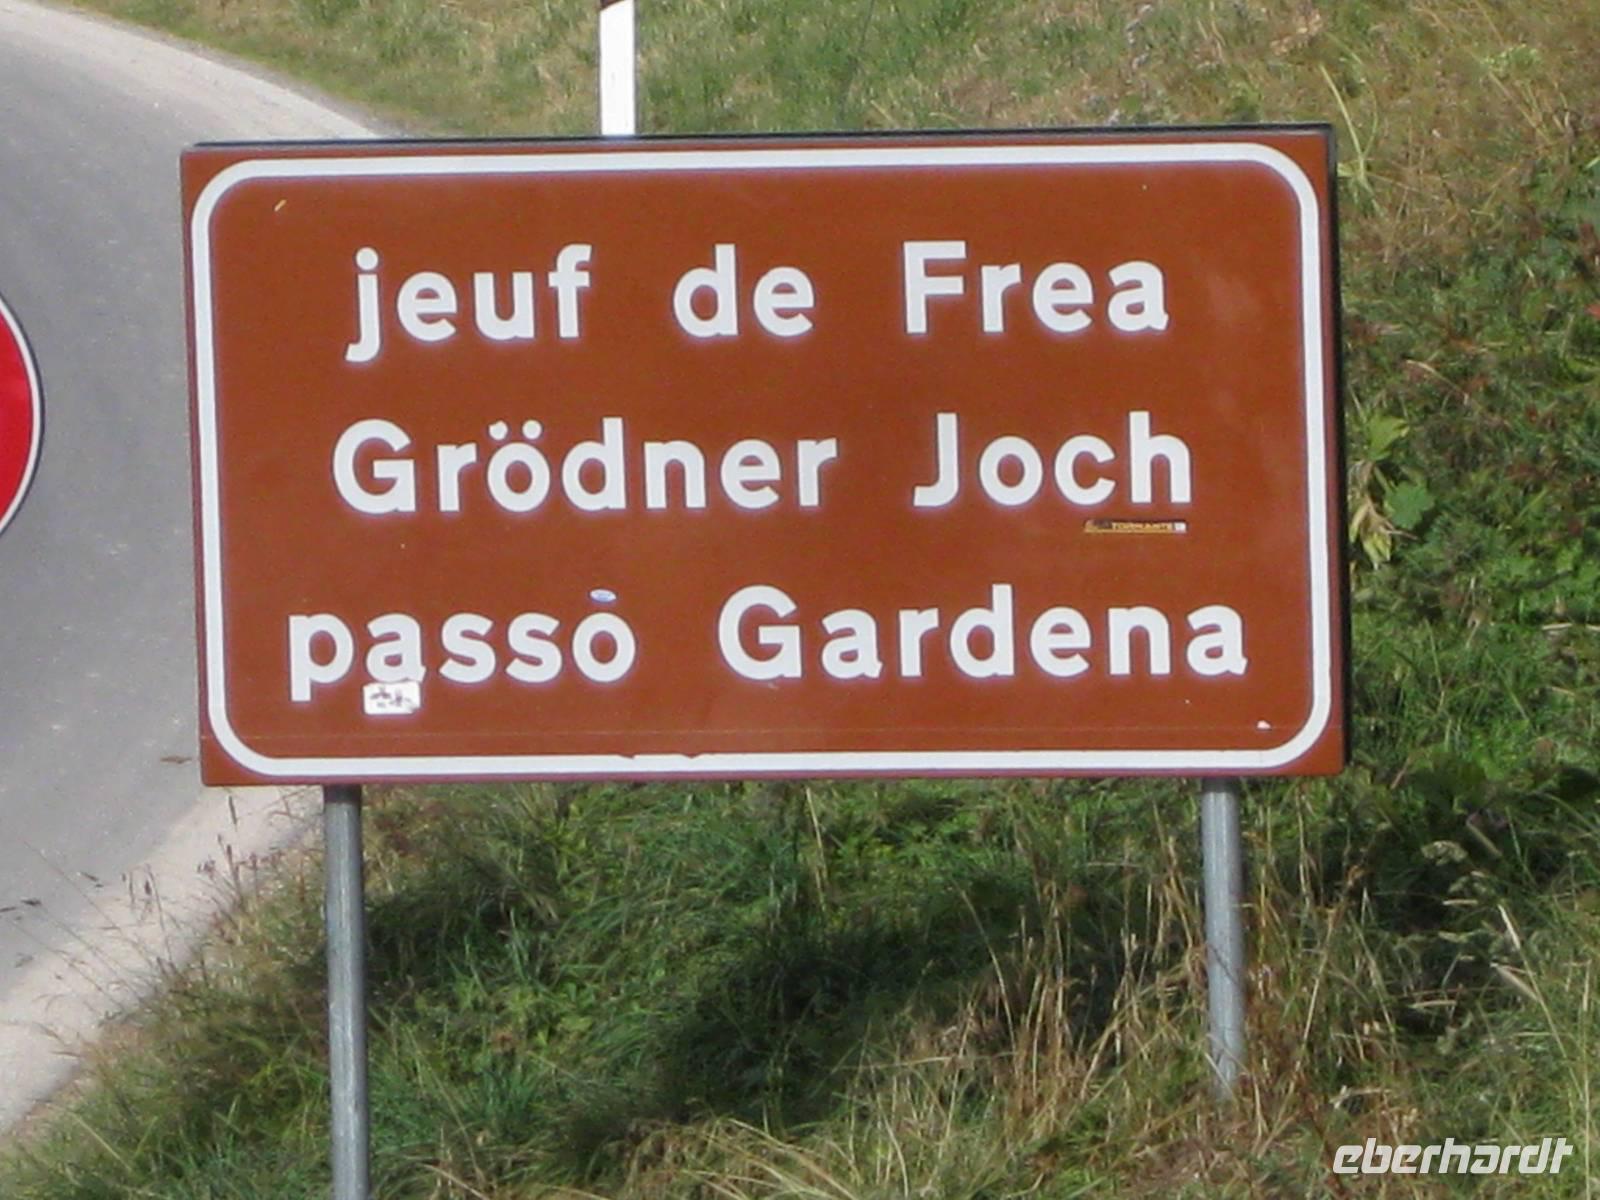 jeuf de Frea
Grödner Joch
passo Gardena
eberhardt